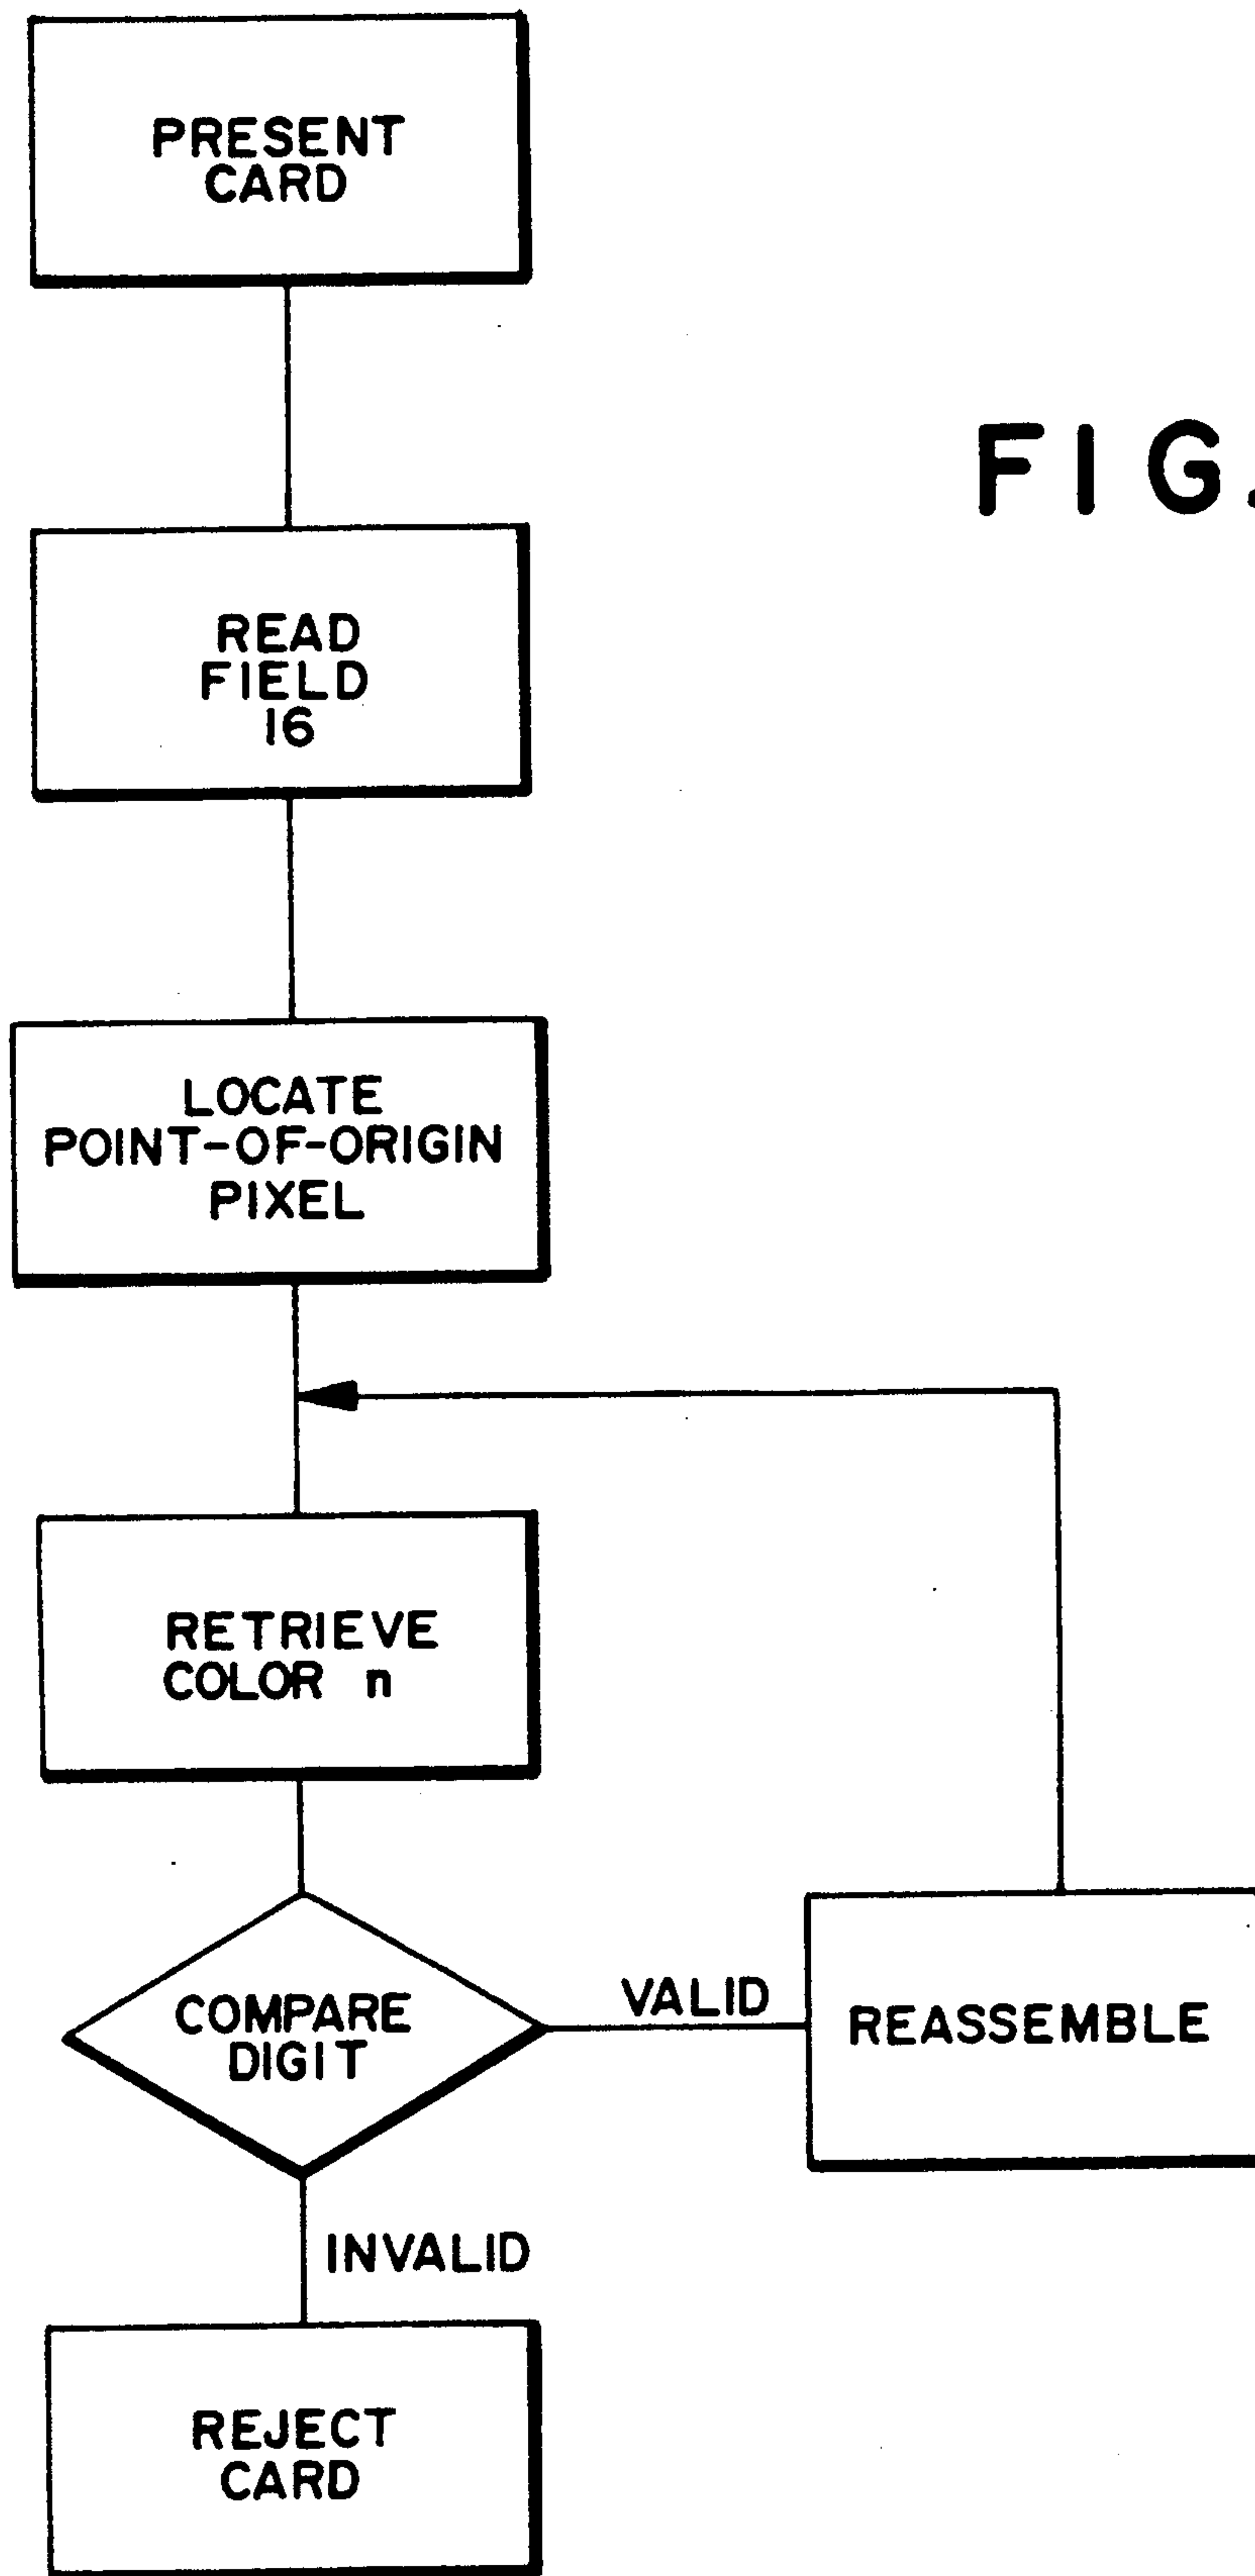 PRESENT
CARD
FIG.
READ
FIELD
16
LOCATE
POINT-OF-ORIGIN
PIXEL
RETRIEVE
COLOR n
COMPARE
DIGIT
VALID
REASSEMBLE
INVALID
REJECT
CARD